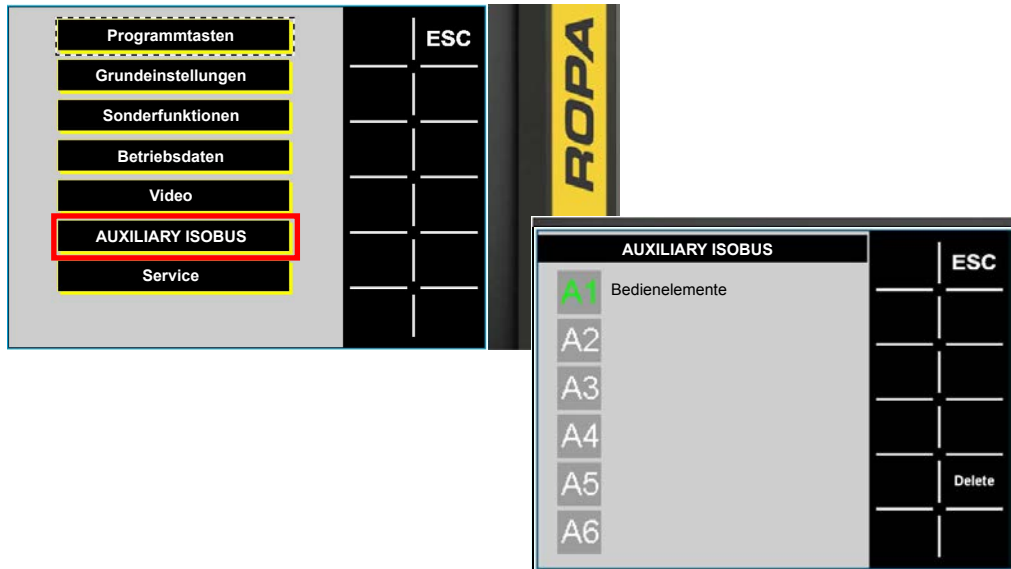 Programmtasten
ESC
Grundeinstellungen
Sonderfunktionen
Betriebsdaten
Video
AUXILIARY ISOBUS
Service
ROPA
AUXILIARY ISOBUS
ESC
A1 Bedienelemente
A2
A3
A4
A5
Delete
A6